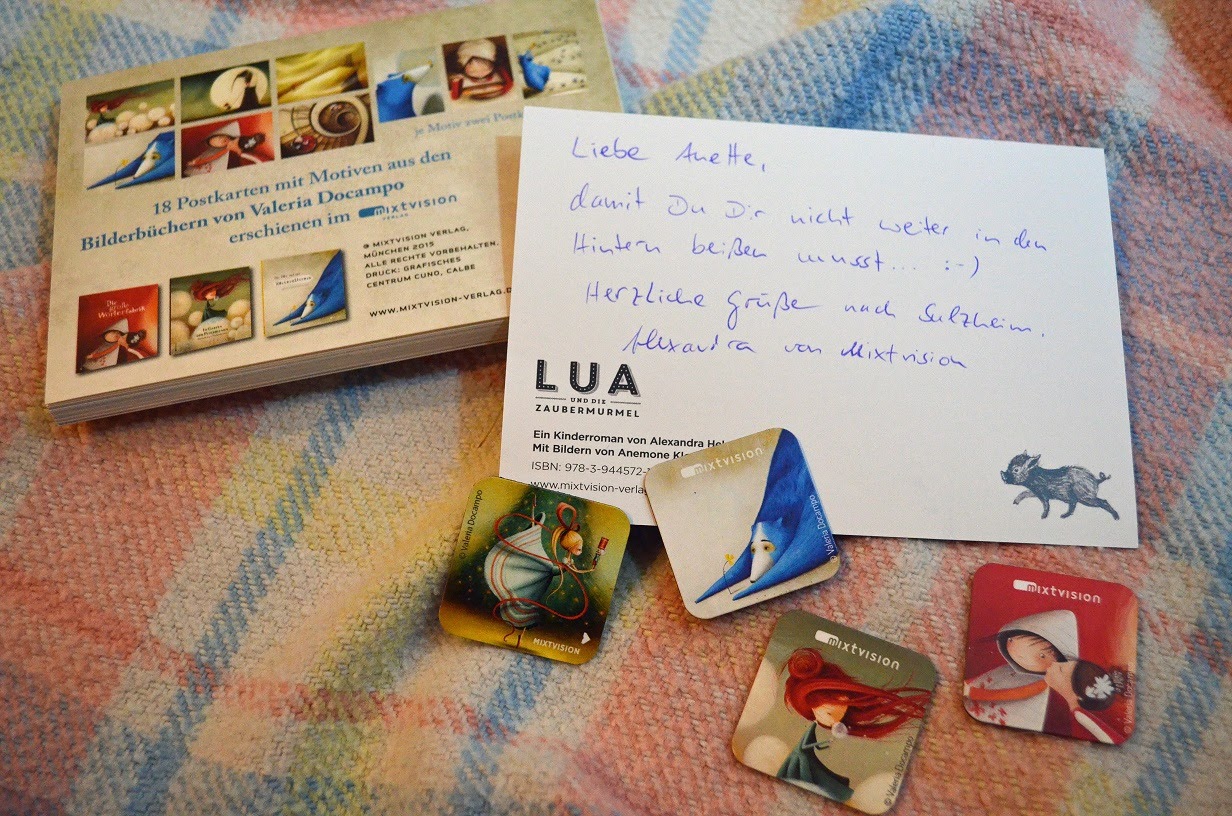 je Motiv zwei
18 Postkarten mit Motiven aus den
Bilderbüchern von Valeria Docampo
erschienen im mixtvision
VERLAG
© MIXTVISION VERLAG,
MÜNCHEN 2015
ALLE RECHTE VORBEHALTEN.
DRUCK: GRAFISCHES
CENTRUM CUNO, CALBE
WWW.MIXTVISION-VERLAG.D
Die
große
Wörterfabrik
Liebe Anette,
damit Du Dir nicht weiter in den
Hintern beißen musst... :-)
Herzliche Grüße nach Sulzheim.
Alexandra von Mixtvision
LUA
UND DIE
ZAUBERMURMEL
Ein Kinderroman von Alexandra
Mit Bildern von Anemone
ISBN: 978-3-944572-
www.mixtvision-verla
© Valeria Docampo
MIXTVISION
mixtvision
© Valeria Docampo
mixtvision
© Valeria Docampo
mixtvision